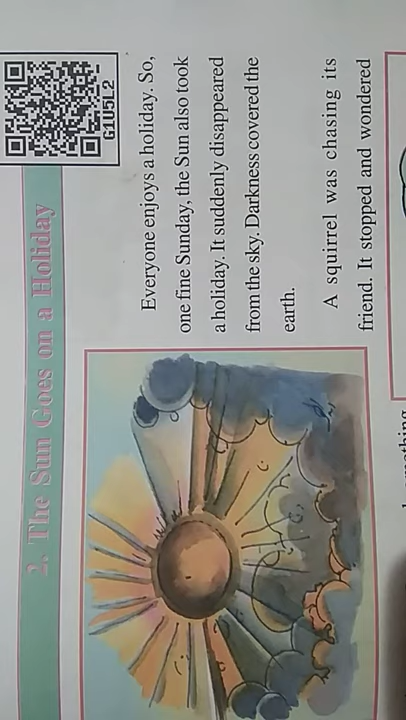 2. The Sun Goes on a Holiday
G1U5L2
Everyone enjoys a holiday. So,
one fine Sunday, the Sun also took
a holiday. It suddenly disappeared
from the sky. Darkness covered the
earth.
A squirrel was chasing its
friend. It stopped and wondered